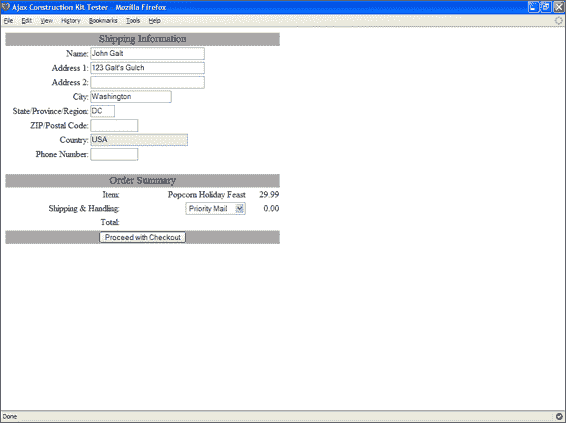 Ajax Construction Kit Tester - Mozilla Firefox
File Edit View History Bookmarks Tools Help
Shipping Information
Name: John Galt
Address 1: 123 Galt's Gulch
Address 2:
City: Washington
State/Province/Region: DC
ZIP/Postal Code:
Country: USA
Phone Number:
Order Summary
Item: Popcorn Holiday Feast 29.99
Shipping & Handling: Priority Mail 0.00
Total:
Proceed with Checkout
Done